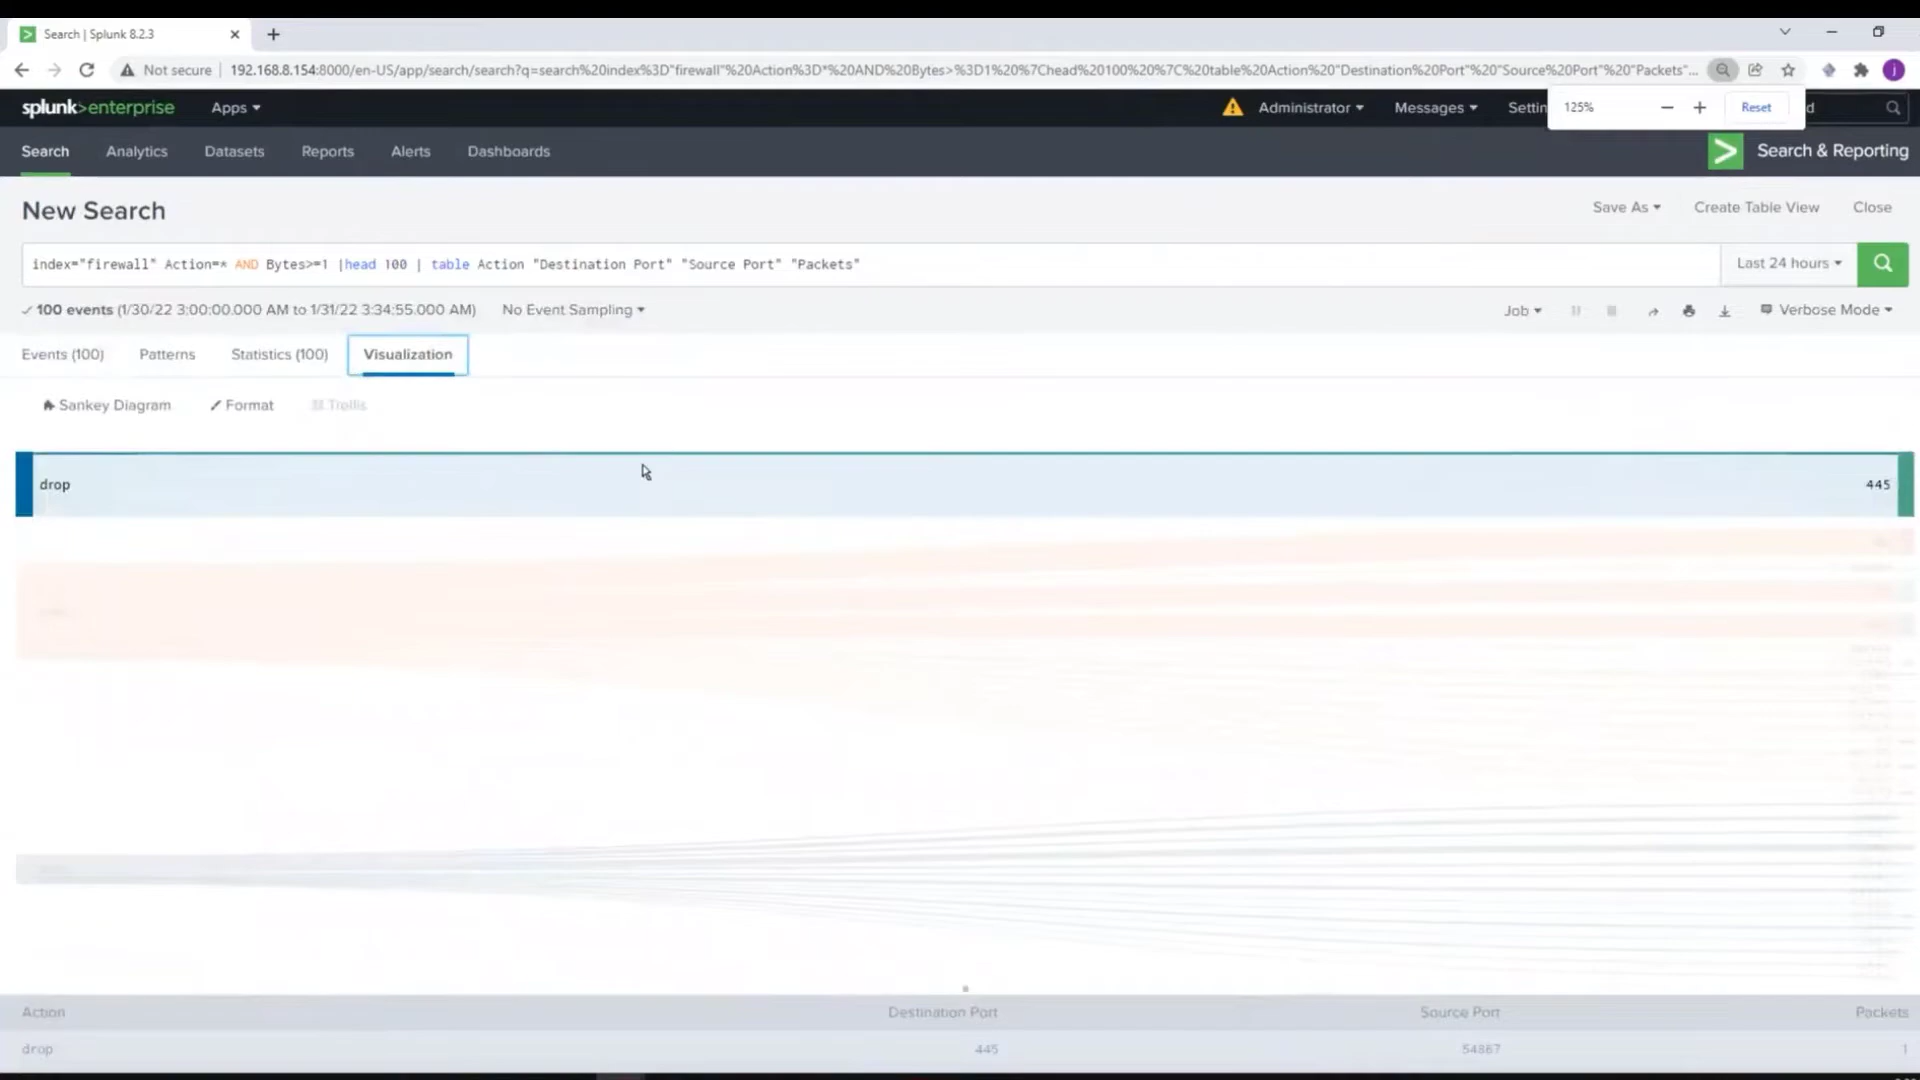 Search | Splunk 8.2.3
Not secure | 192.168.8.154:8000/en-US/app/search/search?q=search%20index%3D"firewall"%20Action%3D*%20AND%20Bytes>%3D1%20%7Chead%20100%20%7C%20table%20Action%20"Destination%20Port"%20"Source%20Port"%20"Packets"...
splunk>enterprise Apps Administrator Messages Settin d
125% Reset
Search Analytics Datasets Reports Alerts Dashboards Search & Reporting
New Search Save As Create Table View Close
index="firewall" Action=* AND Bytes>=1 |head 100 | table Action "Destination Port" "Source Port" "Packets" Last 24 hours
100 events (1/30/22 3:00:00.000 AM to 1/31/22 3:34:55.000 AM) No Event Sampling Job Verbose Mode
Events (100) Patterns Statistics (100) Visualization
Sankey Diagram Format Trellis
drop 445
Action Destination Port Source Port Packets
drop 445 54867 1